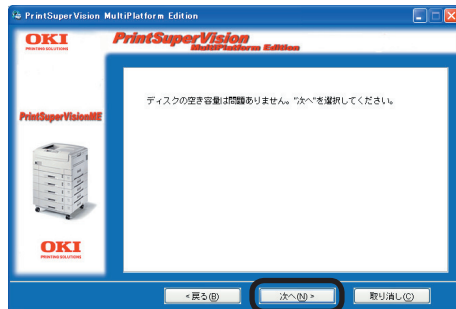 PrintSuperVision MultiPlatform Edition
OKI
PRINTING SOLUTIONS
PrintSuperVision
MultiPlatform Edition
ディスクの空き容量は問題ありません。"次へ"を選択してください。
PrintSuperVisionME
OKI
PRINTING SOLUTIONS
<戻る(B)
次へ(N)>
取り消し(C)